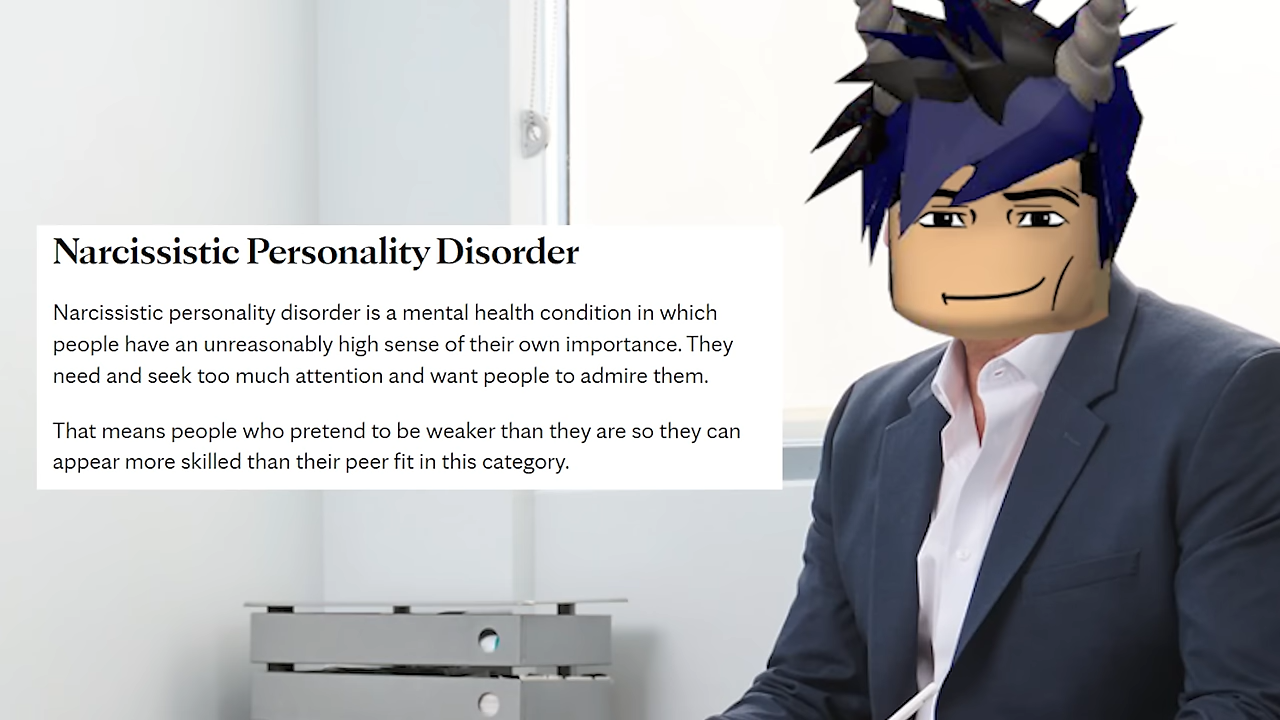 Narcissistic Personality Disorder
Narcissistic personality disorder is a mental health condition in which
people have an unreasonably high sense of their own importance. They
need and seek too much attention and want people to admire them.
That means people who pretend to be weaker than they are so they can
appear more skilled than their peer fit in this category.